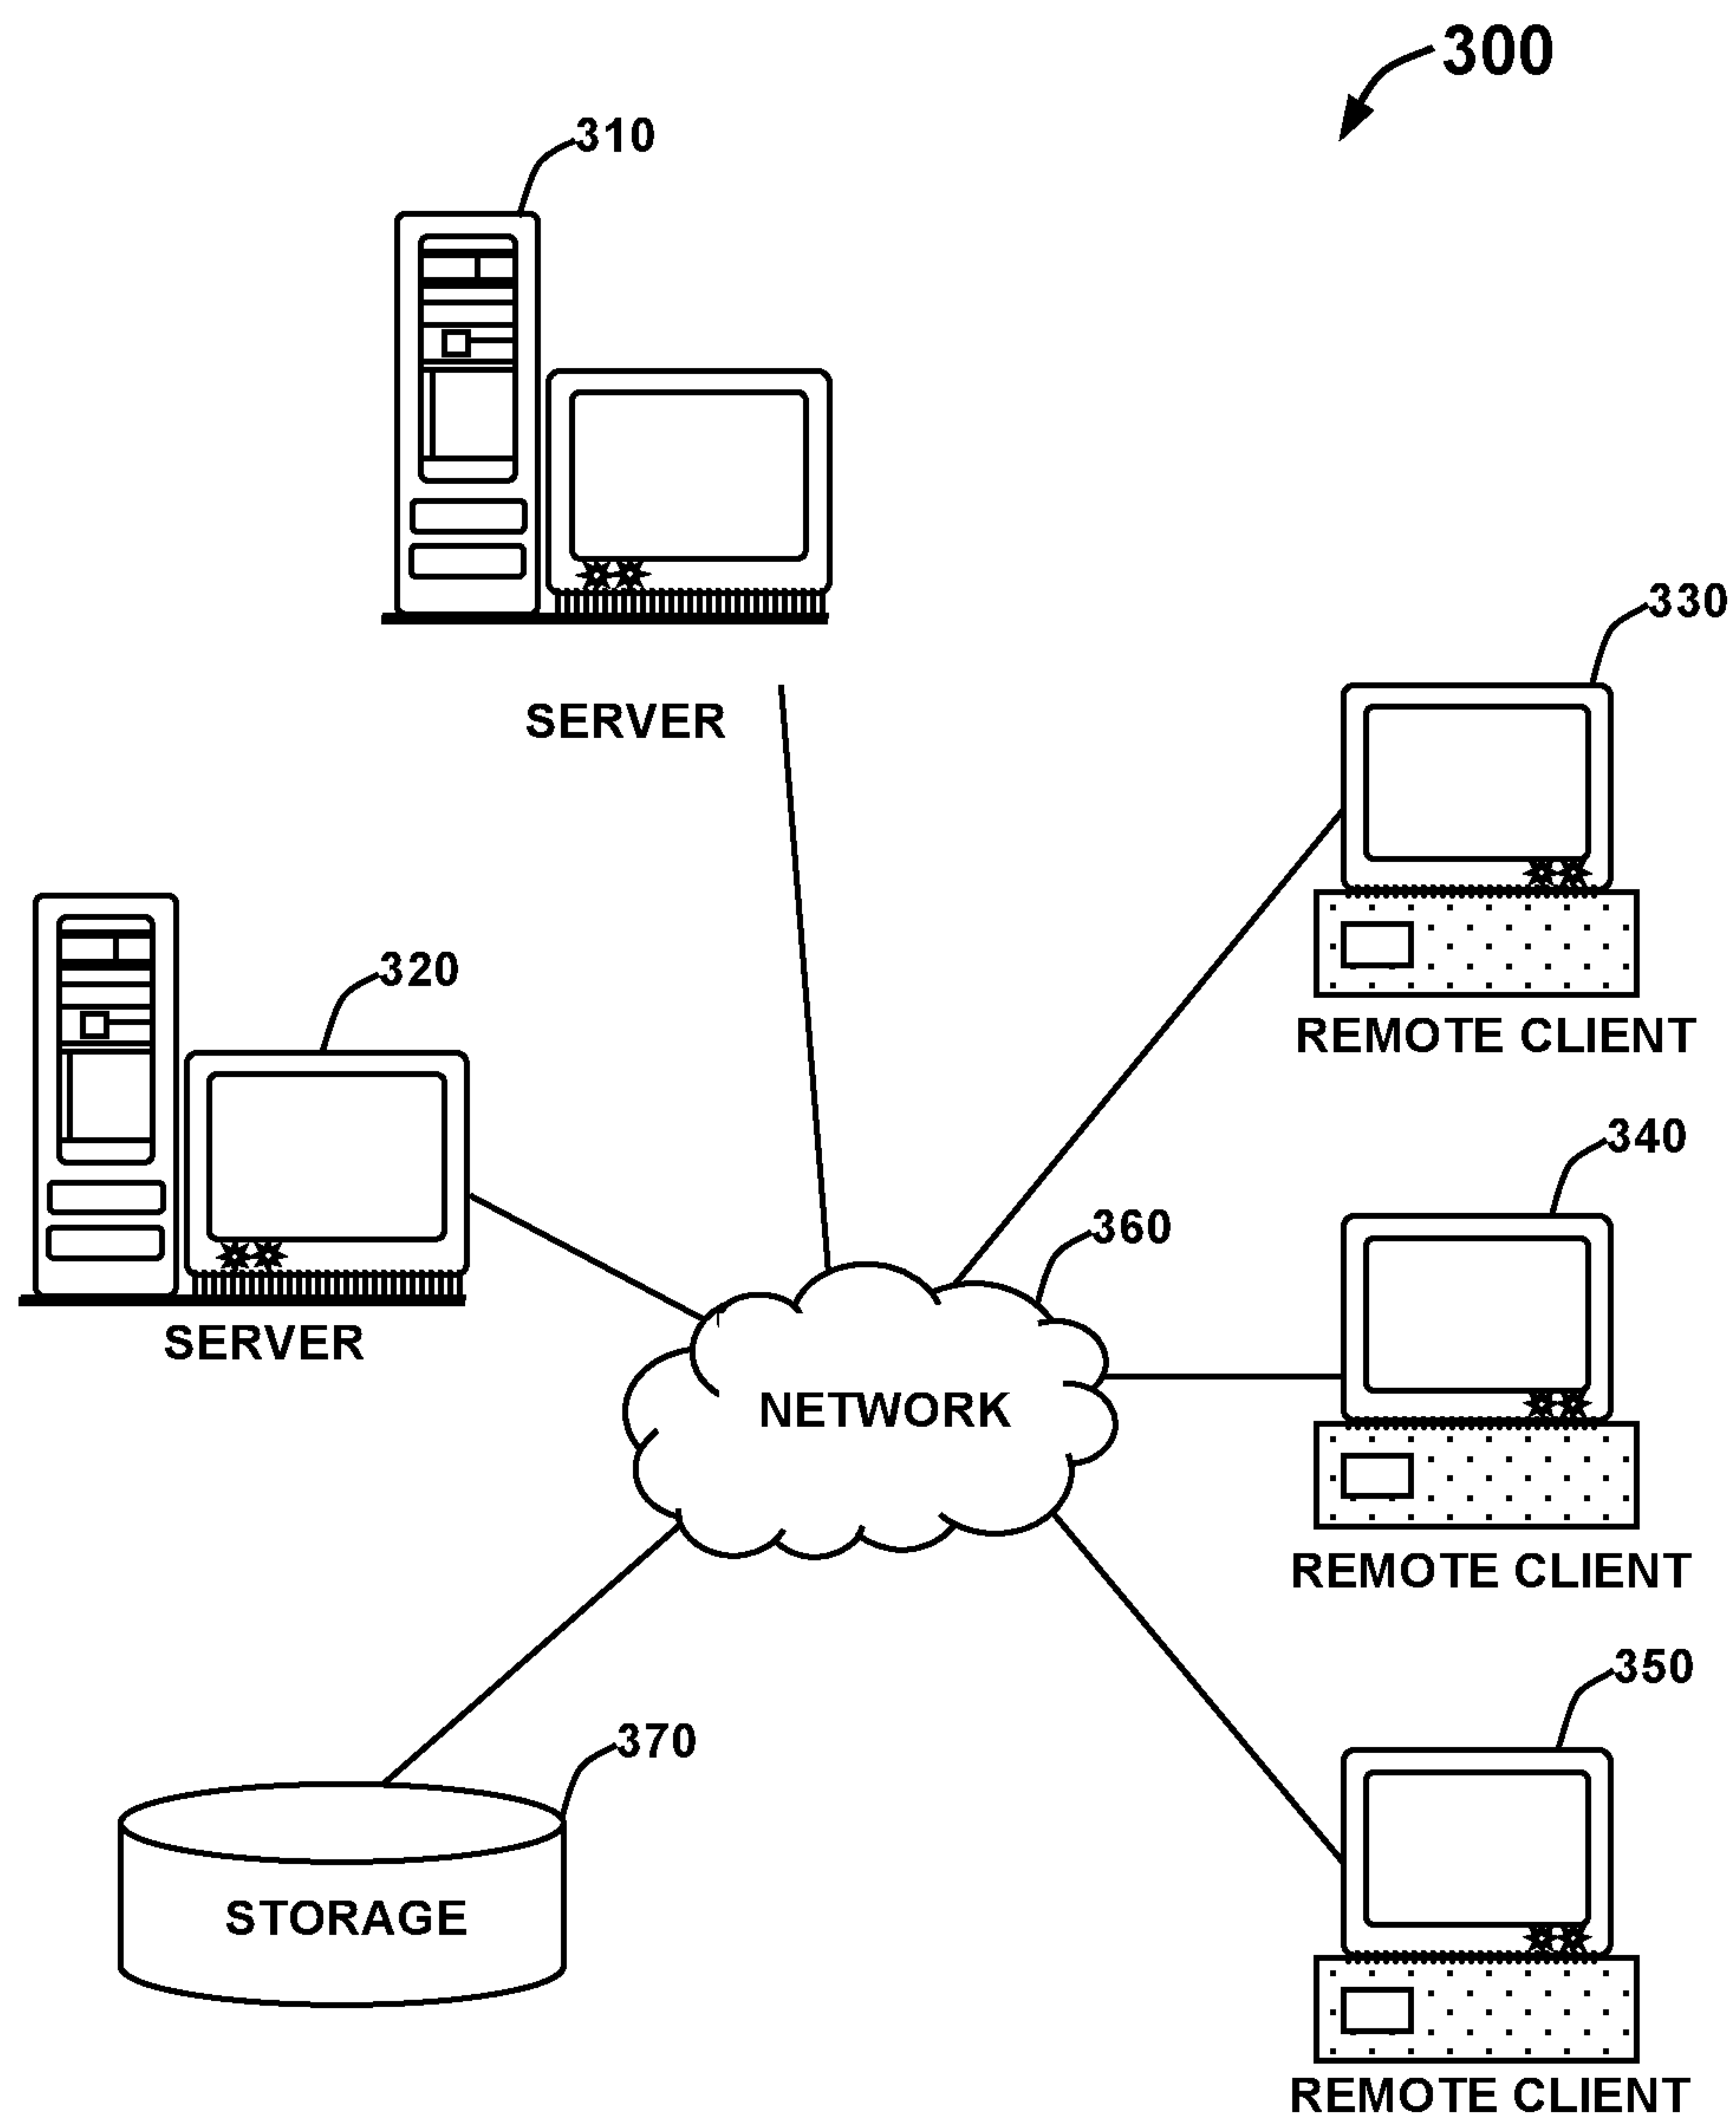 300
310
SERVER
330
REMOTE CLIENT
320
SERVER
340
REMOTE CLIENT
360
NETWORK
350
REMOTE CLIENT
370
STORAGE